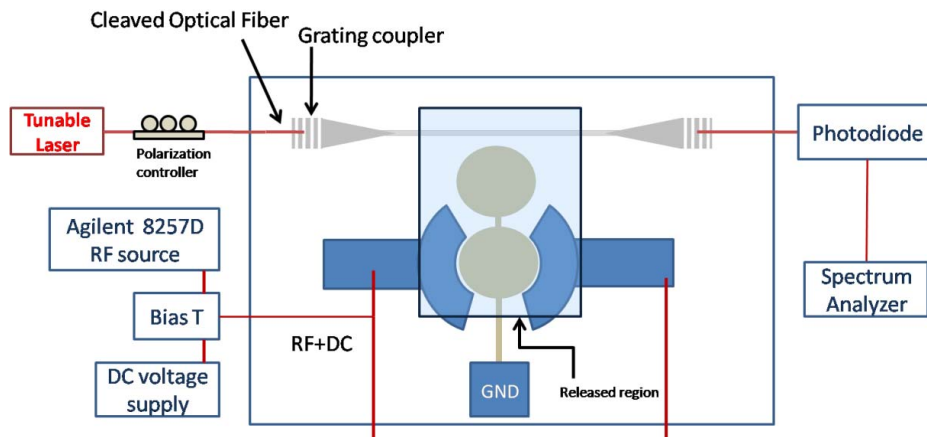 Cleaved Optical Fiber
Grating coupler
Tunable
Laser
Polarization
controller
Photodiode
Agilent 8257D
RF source
Bias T
DC voltage
supply
RF+DC
GND
Released region
Spectrum
Analyzer